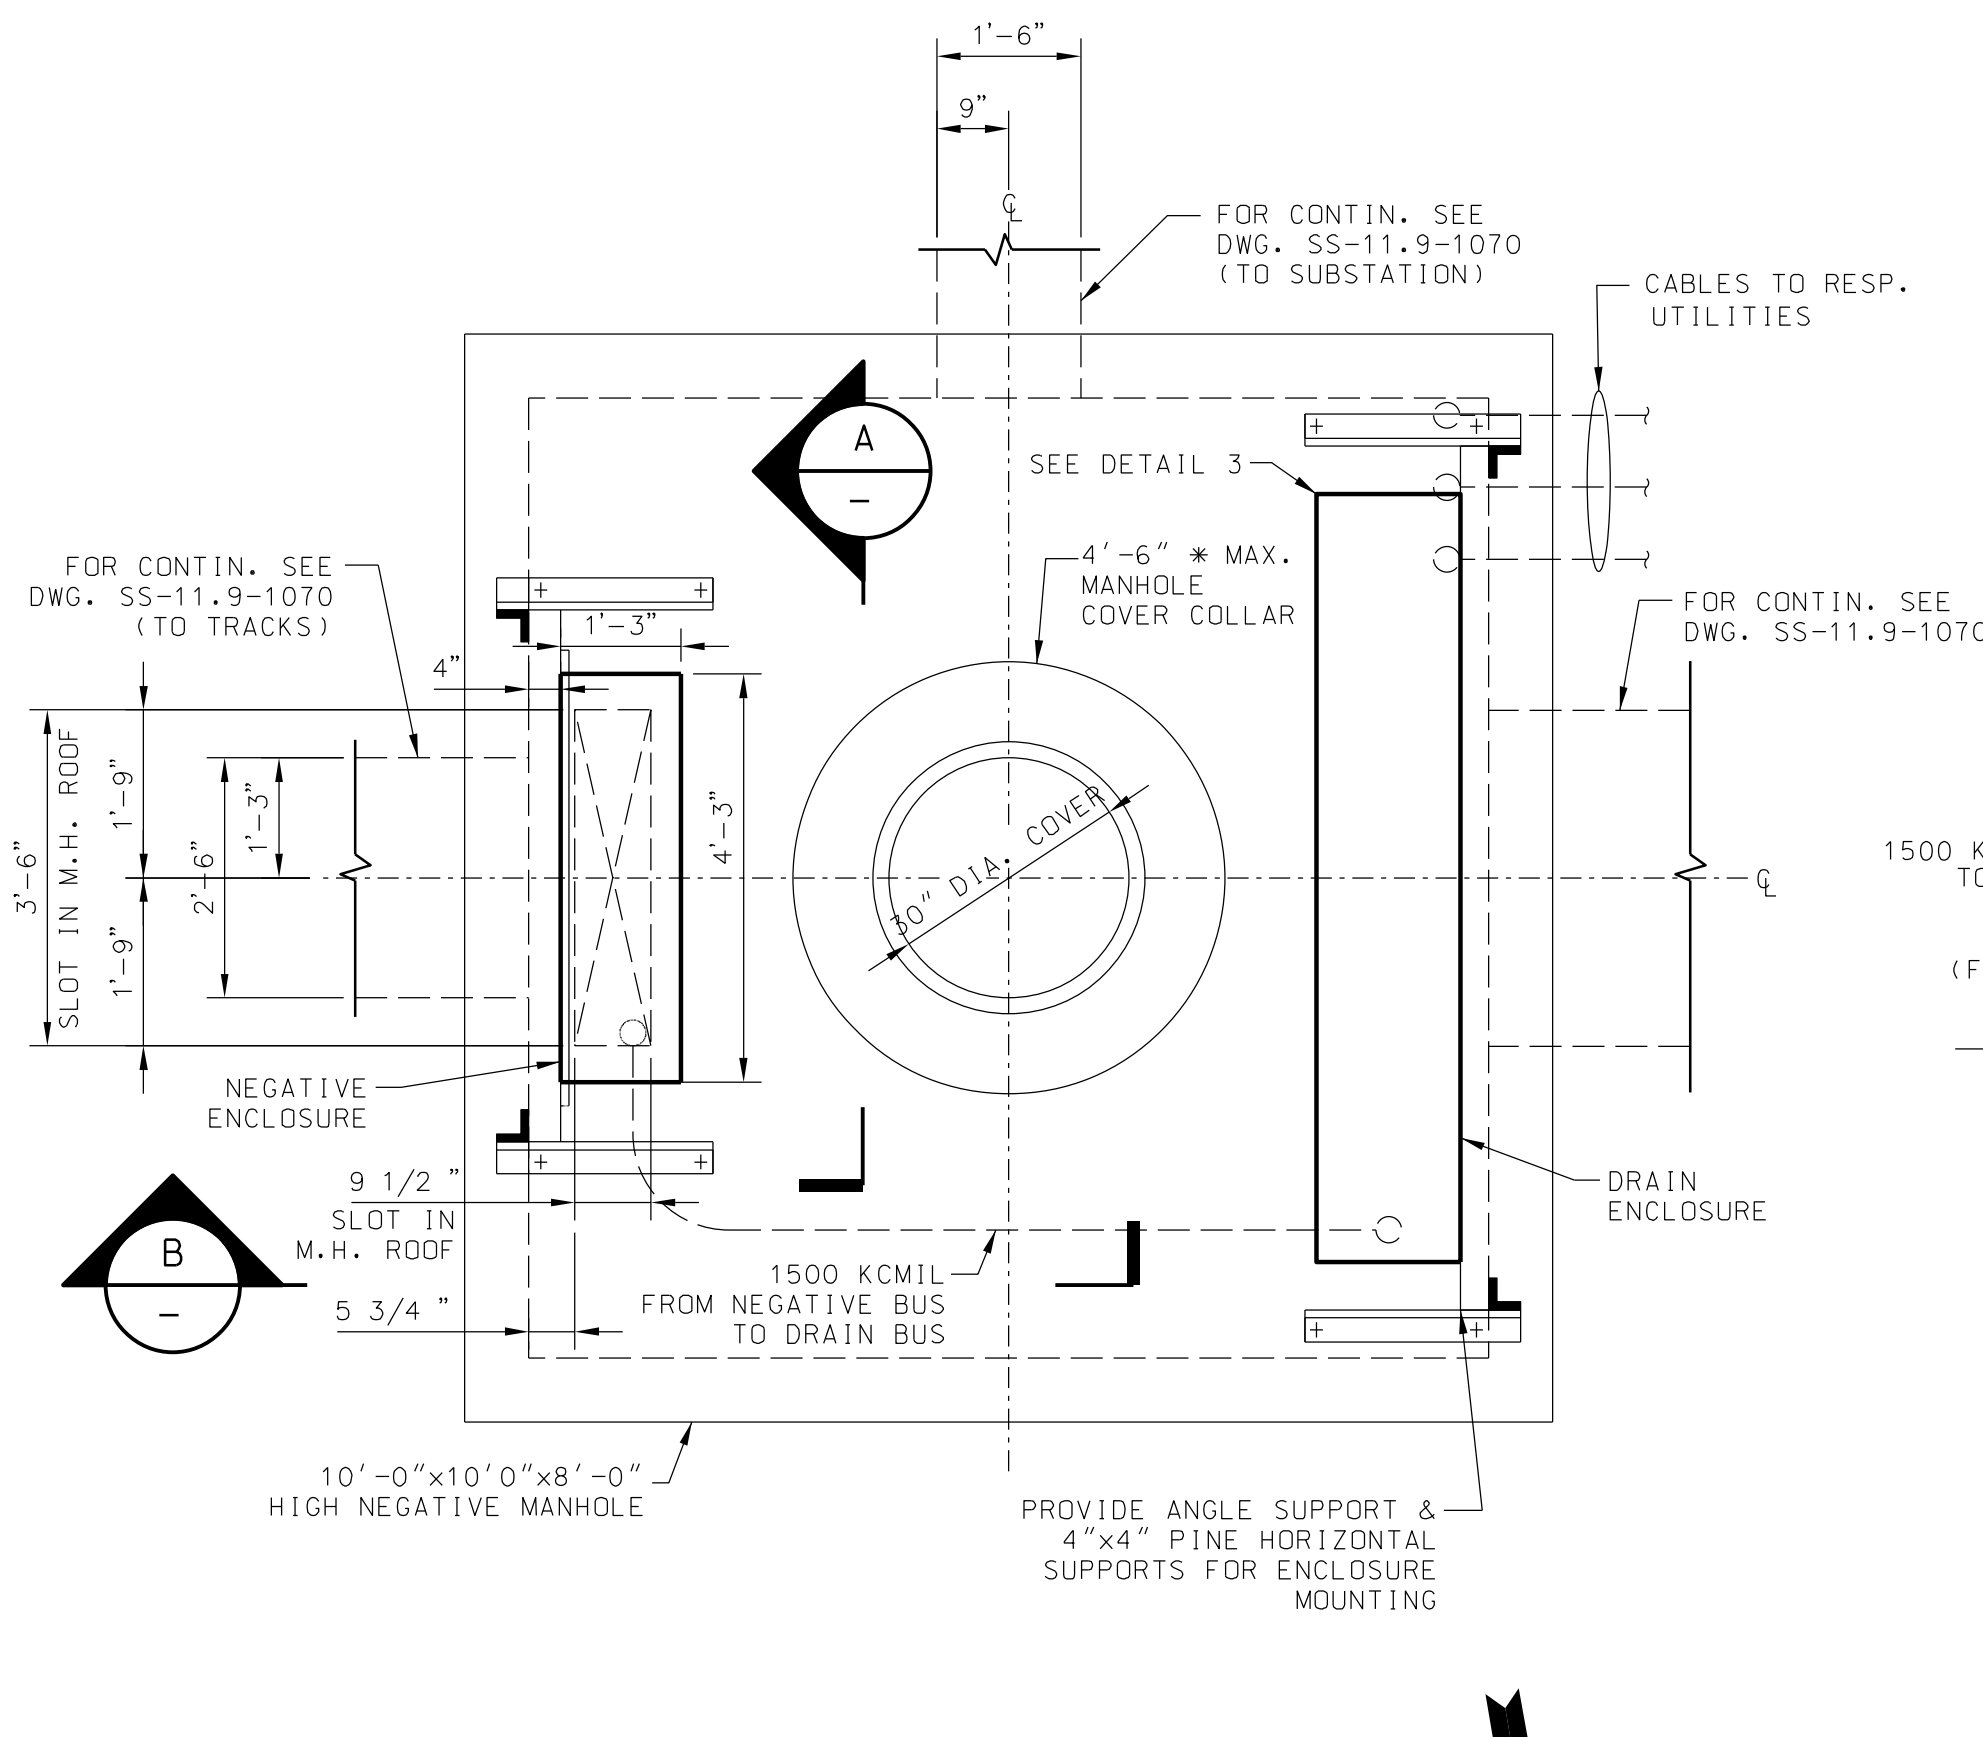 1'-6"
9"
℄
FOR CONTIN. SEE
DWG. SS-11.9-1070
(TO SUBSTATION)
CABLES TO RESP.
UTILITIES
A
-
SEE DETAIL 3
4'-6" * MAX.
MANHOLE
COVER COLLAR
FOR CONTIN. SEE
DWG. SS-11.9-1070
(TO TRACKS)
FOR CONTIN. SEE
DWG. SS-11.9-1070
1'-3"
4"
3'-6"
SLOT IN M.H. ROOF
1'-9"
1'-9"
2'-6"
1'-3"
4'-3"
30" DIA. COVER
℄
1500 K
TO
(F
NEGATIVE
ENCLOSURE
9 1/2 "
SLOT IN
M.H. ROOF
B
-
5 3/4 "
1500 KCMIL
FROM NEGATIVE BUS
TO DRAIN BUS
DRAIN
ENCLOSURE
10'-0"x10'0"x8'-0"
HIGH NEGATIVE MANHOLE
PROVIDE ANGLE SUPPORT &
4"x4" PINE HORIZONTAL
SUPPORTS FOR ENCLOSURE
MOUNTING